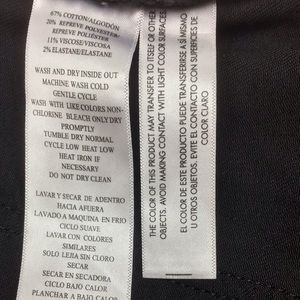 67% COTTON/ALGODÓN
20% REPREVE POLYESTER-
REPREVE POLIÉSTER
11% VISCOSE/VISCOSA
2% ELASTANE/ELASTANE
WASH AND DRY INSIDE OUT
MACHINE WASH COLD
GENTLE CYCLE
WASH WITH LIKE COLORS NON-
CHLORINE BLEACH ONLY DRY
PROMPTLY
TUMBLE DRY NORMAL
CYCLE LOW HEAT LOW
HEAT IRON IF
NECESSARY
DO NOT DRY CLEAN
LAVAR Y SECAR DE ADENTRO
HACIA AFUERA
LAVADO A MAQUINA EN FRIO
CICLO SUAVE
LAVAR CON COLORES
SIMILARES
SOLO LEJIA SIN CLORO
SECAR
SECAR EN SECADORA
CICLO BAJO CALOR
PLANCHAR A BAJO CALOR
THE COLOR OF THIS PRODUCT MAY TRANSFER TO ITSELF OR OTHER
OBJECTS. AVOID MAKING CONTACT WITH LIGHT COLOR SURFACES.
EL COLOR DE ESTE PRODUCTO PUEDE TRANSFERIRSE A SÍ MISMO
U OTROS OBJETOS. EVITE EL CONTACTO CON SUPERFICIES DE
COLOR CLARO